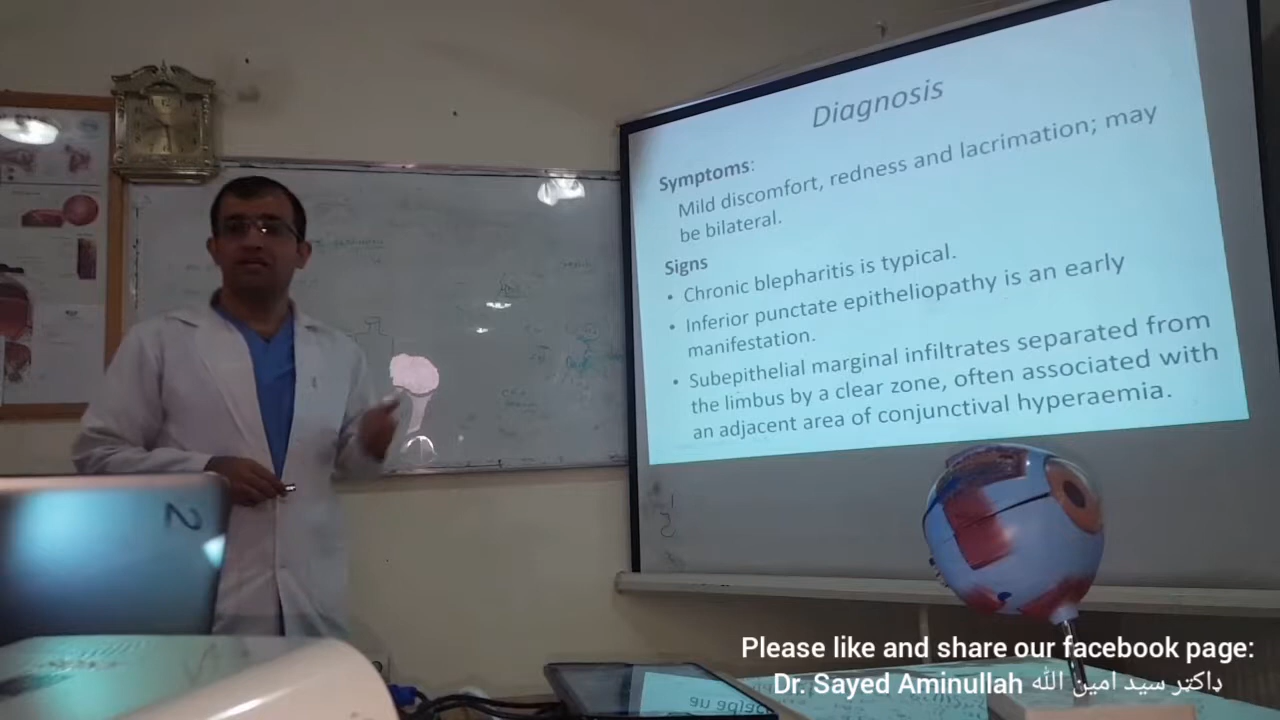 Diagnosis
Symptoms:
Mild discomfort, redness and lacrimation; may
be bilateral.
Signs
• Chronic blepharitis is typical.
• Inferior punctate epitheliopathy is an early
manifestation.
• Subepithelial marginal infiltrates separated from
the limbus by a clear zone, often associated with
an adjacent area of conjunctival hyperaemia.
2
Please like and share our facebook page:
Dr. Sayed Aminullah ډاکټر سید امین الله